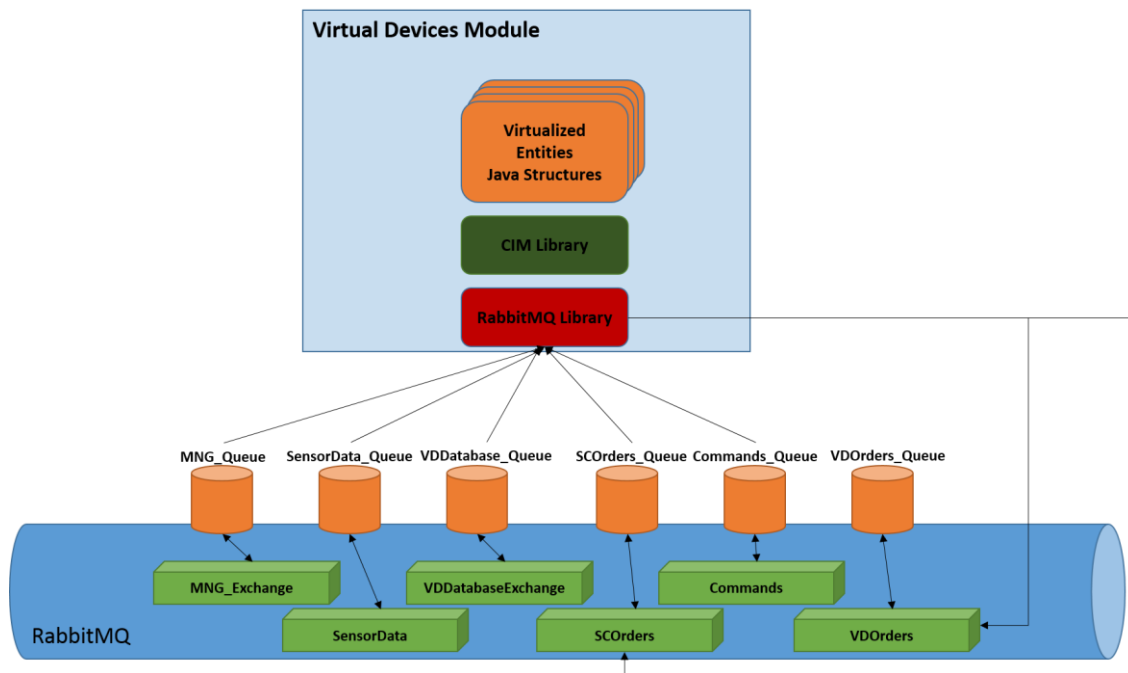 Virtual Devices Module
Virtualized
Entities
Java Structures
CIM Library
RabbitMQ Library
MNG_Queue
SensorData_Queue
VDDatabase_Queue
SCOrders_Queue
Commands_Queue
VDOrders_Queue
MNG_Exchange
VDDatabaseExchange
Commands
SensorData
SCOrders
VDOrders
RabbitMQ